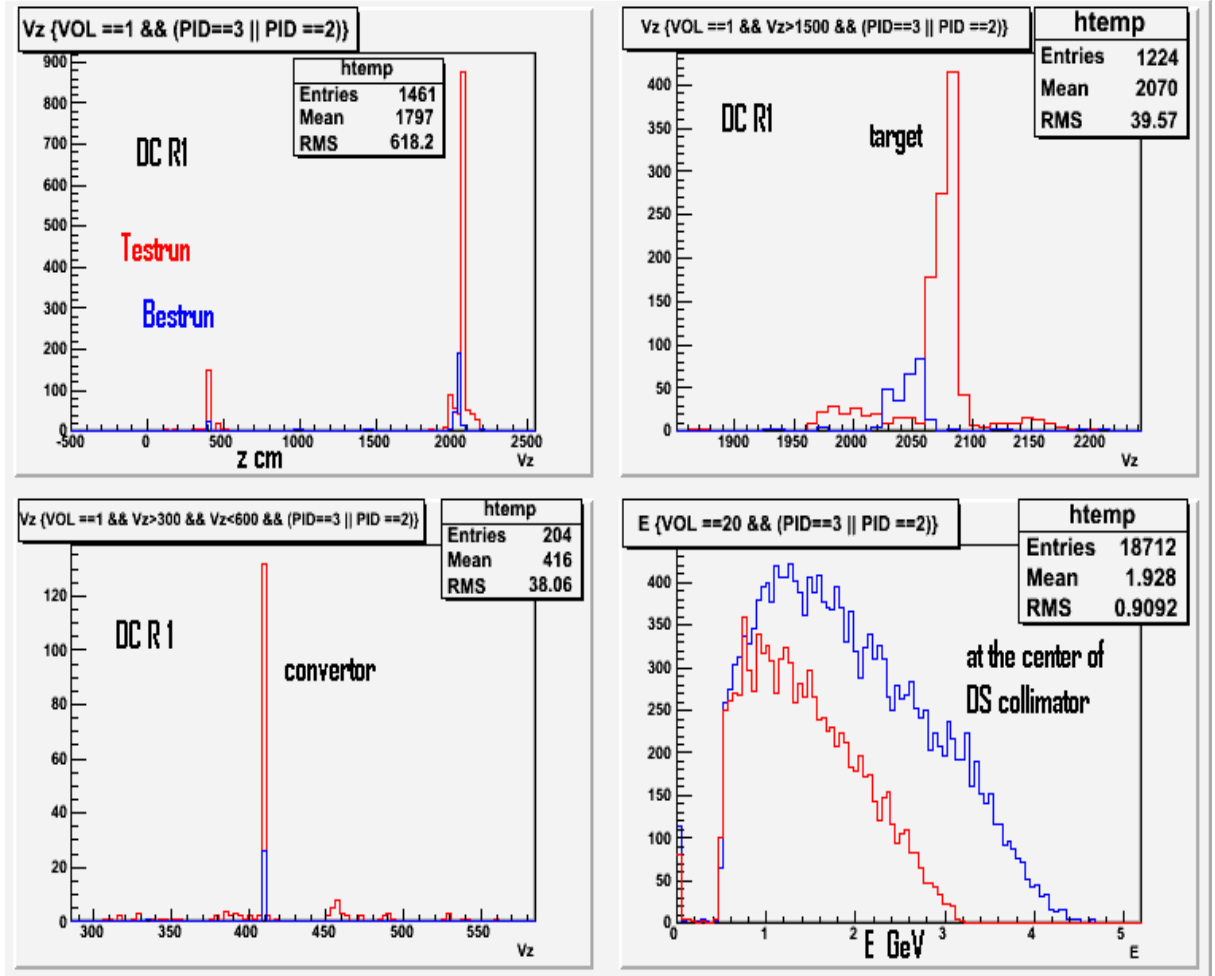 Vz {VOL ==1 && (PID==3 || PID ==2)}
htemp
Entries 1461
Mean 1797
RMS 618.2
DC R1
Testrun
Bestrun
900
800
700
600
500
400
300
200
100
0
-500 0 500 1000 1500 2000 2500
z cm
Vz
Vz {VOL ==1 && Vz>1500 && (PID==3 || PID ==2)}
htemp
Entries 1224
Mean 2070
RMS 39.57
DC R1
target
400
350
300
250
200
150
100
50
0
1900 1950 2000 2050 2100 2150 2200
Vz
Vz {VOL ==1 && Vz>300 && Vz<600 && (PID==3 || PID ==2)}
htemp
Entries 204
Mean 416
RMS 38.06
DC R 1
convertor
120
100
80
60
40
20
0
300 350 400 450 500 550
Vz
E {VOL ==20 && (PID==3 || PID ==2)}
htemp
Entries 18712
Mean 1.928
RMS 0.9092
at the center of
DS collimator
400
350
300
250
200
150
100
50
0
0 1 2 3 4 5
E GeV
E